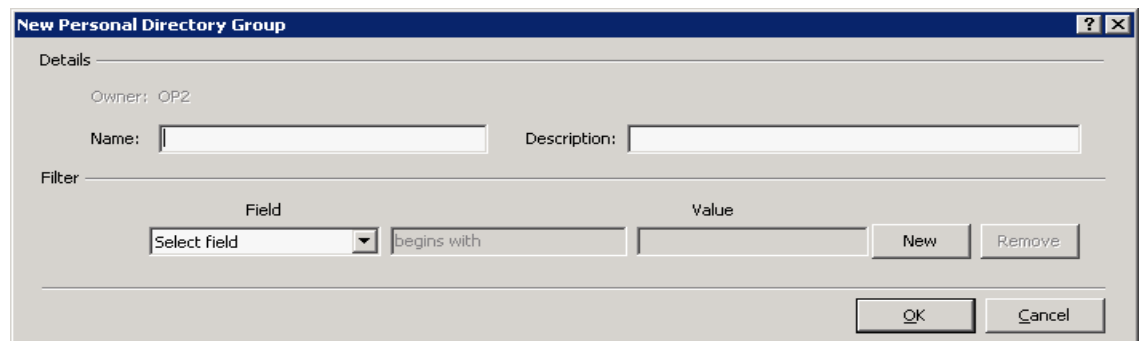 New Personal Directory Group
Details
Owner: OP2
Name: Description:
Filter
Field Value
Select field begins with New Remove
OK Cancel